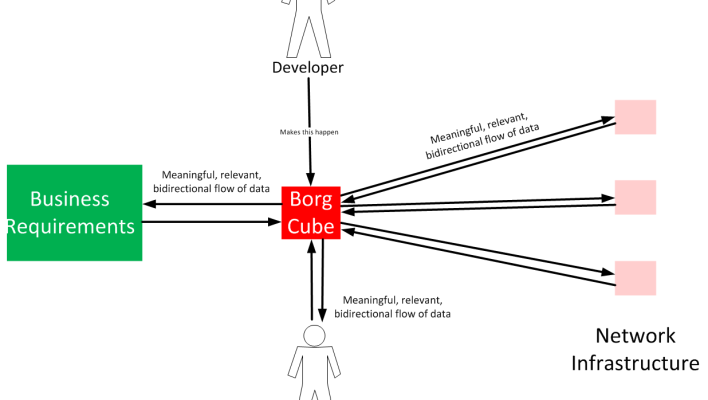 Developer
Makes this happen
Meaningful, relevant,
bidirectional flow of data
Meaningful, relevant,
bidirectional flow of data
Business
Requirements
Borg
Cube
Meaningful, relevant,
bidirectional flow of data
Network
Infrastructure